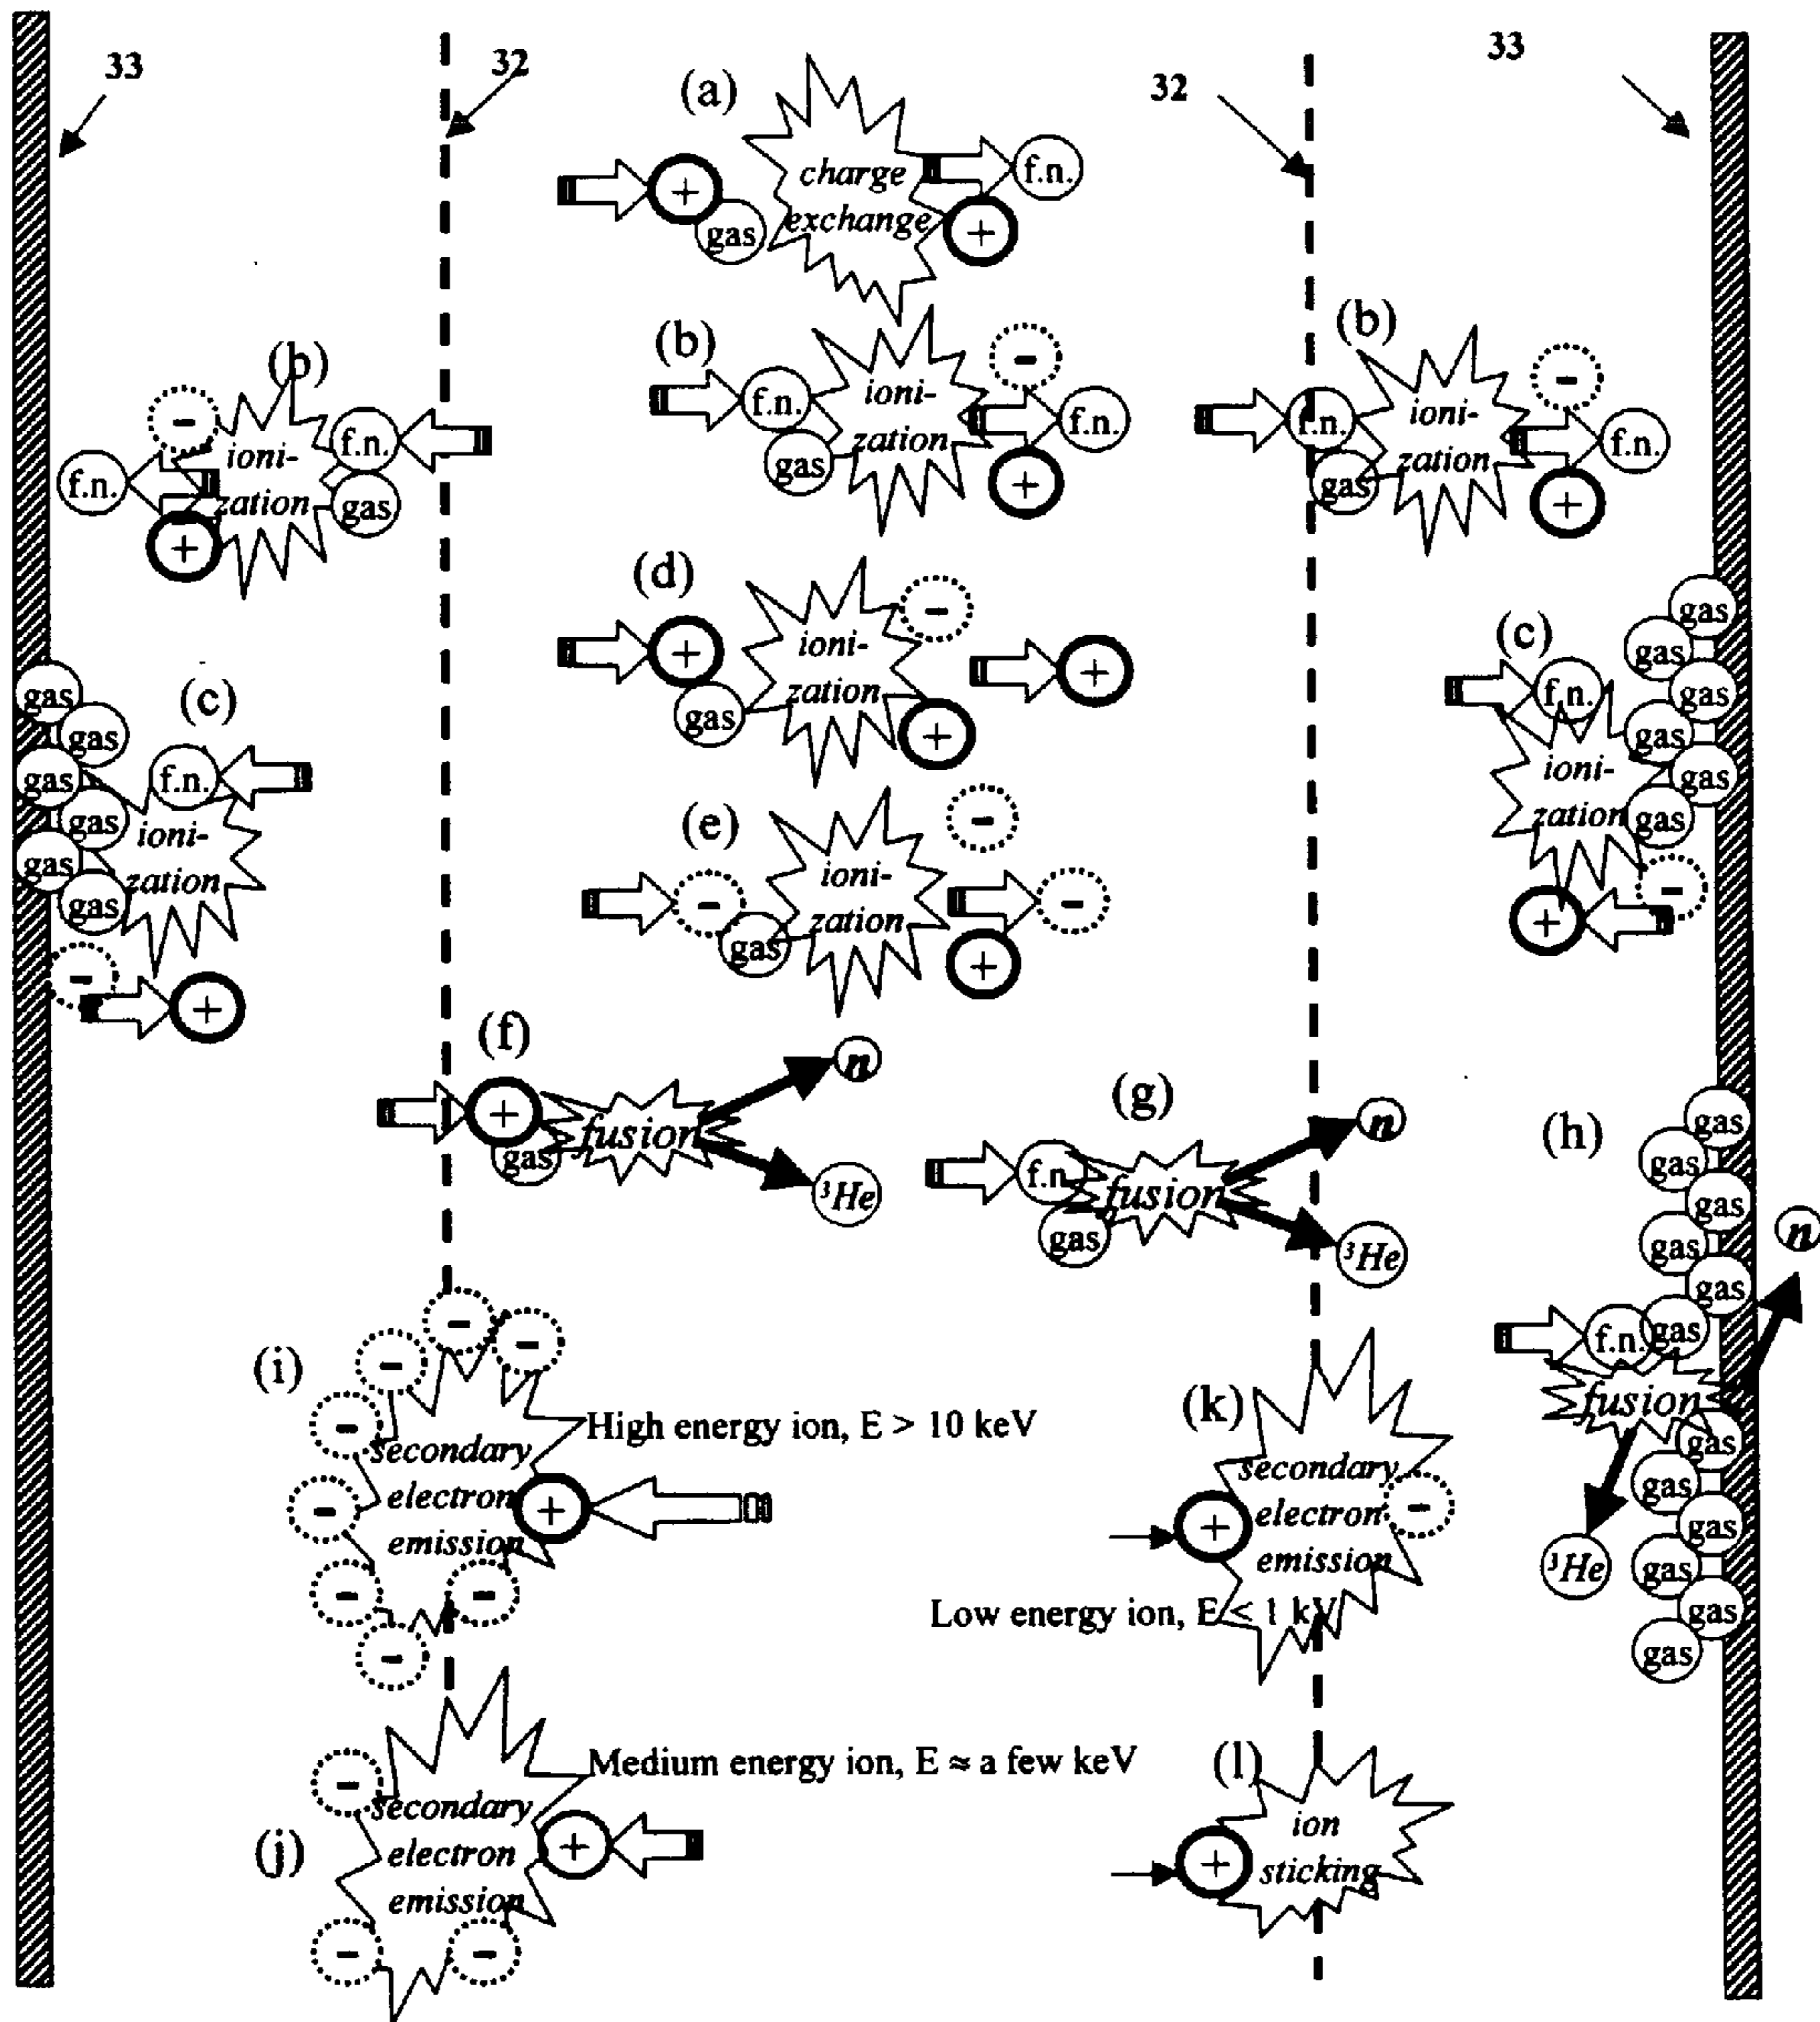 33
32
(a)
32
33
charge
exchange
+
gas
f.n.
+
(b)
-
f.n.
ioni-
zation
f.n.
gas
+
(b)
f.n.
gas
ioni-
zation
-
f.n.
+
(b)
f.n.
gas
ioni-
zation
-
f.n.
+
(d)
+
gas
ioni-
zation
-
+
+
(c)
gas
gas
gas
gas
gas
gas
f.n.
ioni-
zation
-
+
(c)
f.n.
gas
gas
gas
gas
gas
gas
ioni-
zation
-
+
(e)
-
gas
ioni-
zation
-
-
+
(f)
+
gas
fusion
n
³He
(g)
f.n.
gas
fusion
n
³He
(h)
gas
gas
gas
gas
gas
f.n.
gas
fusion
n
³He
gas
gas
gas
gas
gas
gas
(i)
-
-
-
-
-
-
-
-
secondary
electron
emission
+
High energy ion, E > 10 keV
(k)
+
secondary
electron
emission
-
Low energy ion, E < 1 kV
(j)
-
-
-
secondary
electron
emission
+
Medium energy ion, E ≈ a few keV
(l)
+
ion
sticking